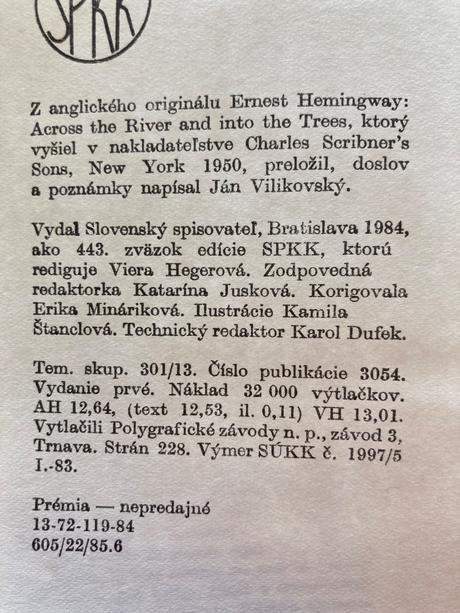 SPKK
Z anglického originálu Ernest Hemingway:
Across the River and into the Trees, ktorý
vyšiel v nakladateľstve Charles Scribner's
Sons, New York 1950, preložil, doslov
a poznámky napísal Ján Vilikovský.
Vydal Slovenský spisovateľ, Bratislava 1984,
ako 443. zväzok edície SPKK, ktorú
rediguje Viera Hegerová. Zodpovedná
redaktorka Katarína Jusková. Korigovala
Erika Mináriková. Ilustrácie Kamila
Štanclová. Technický redaktor Karol Dufek.
Tem. skup. 301/13. Číslo publikácie 3054.
Vydanie prvé. Náklad 32 000 výtlačkov.
AH 12,64, (text 12,53, il. 0,11) VH 13,01.
Vytlačili Polygrafické závody n. p., závod 3,
Trnava. Strán 228. Výmer SÚKK č. 1997/5
I.-83.
Prémia — nepredajné
13-72-119-84
605/22/85.6